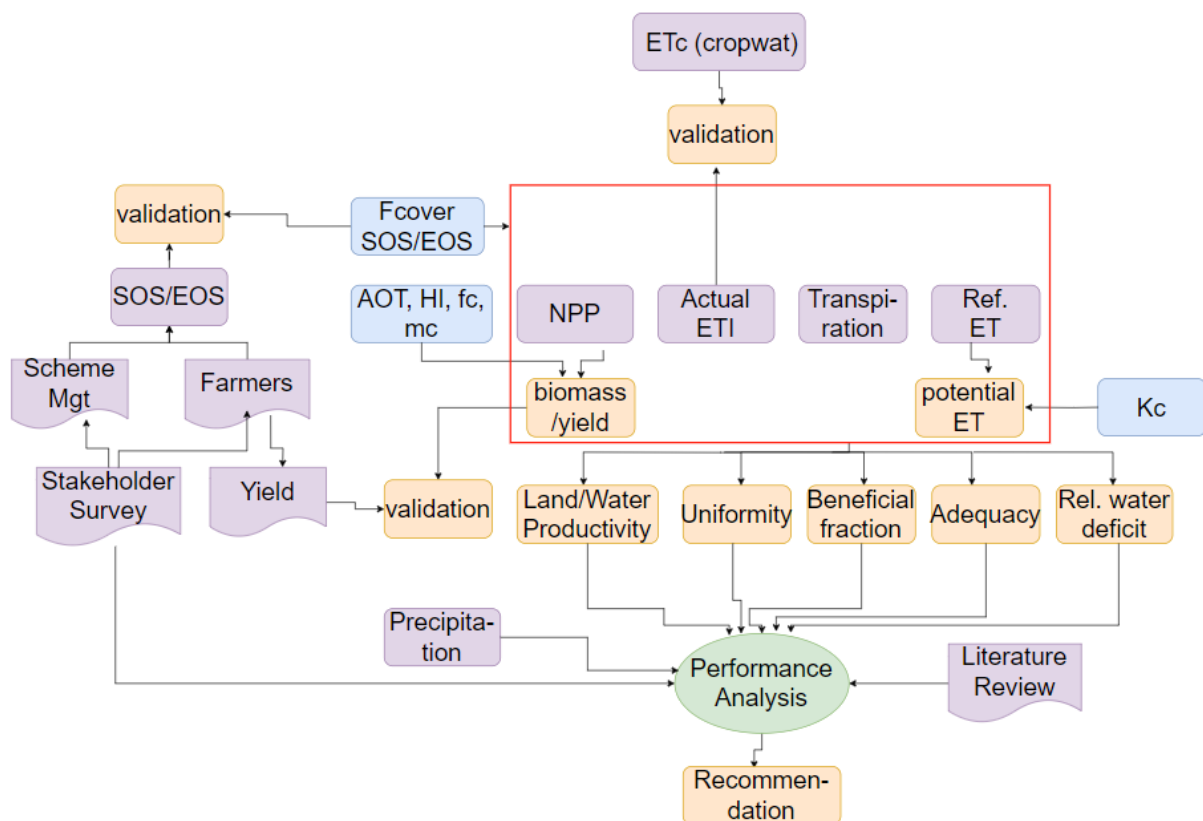 ETc (cropwat)
validation
validation
Fcover
SOS/EOS
SOS/EOS
AOT, HI, fc,
mc
NPP
Actual
ETI
Transpi-
ration
Ref.
ET
Scheme
Mgt
Farmers
biomass
/yield
potential
ET
Kc
Stakeholder
Survey
Yield
validation
Land/Water
Productivity
Uniformity
Beneficial
fraction
Adequacy
Rel. water
deficit
Precipita-
tion
Performance
Analysis
Literature
Review
Recommen-
dation